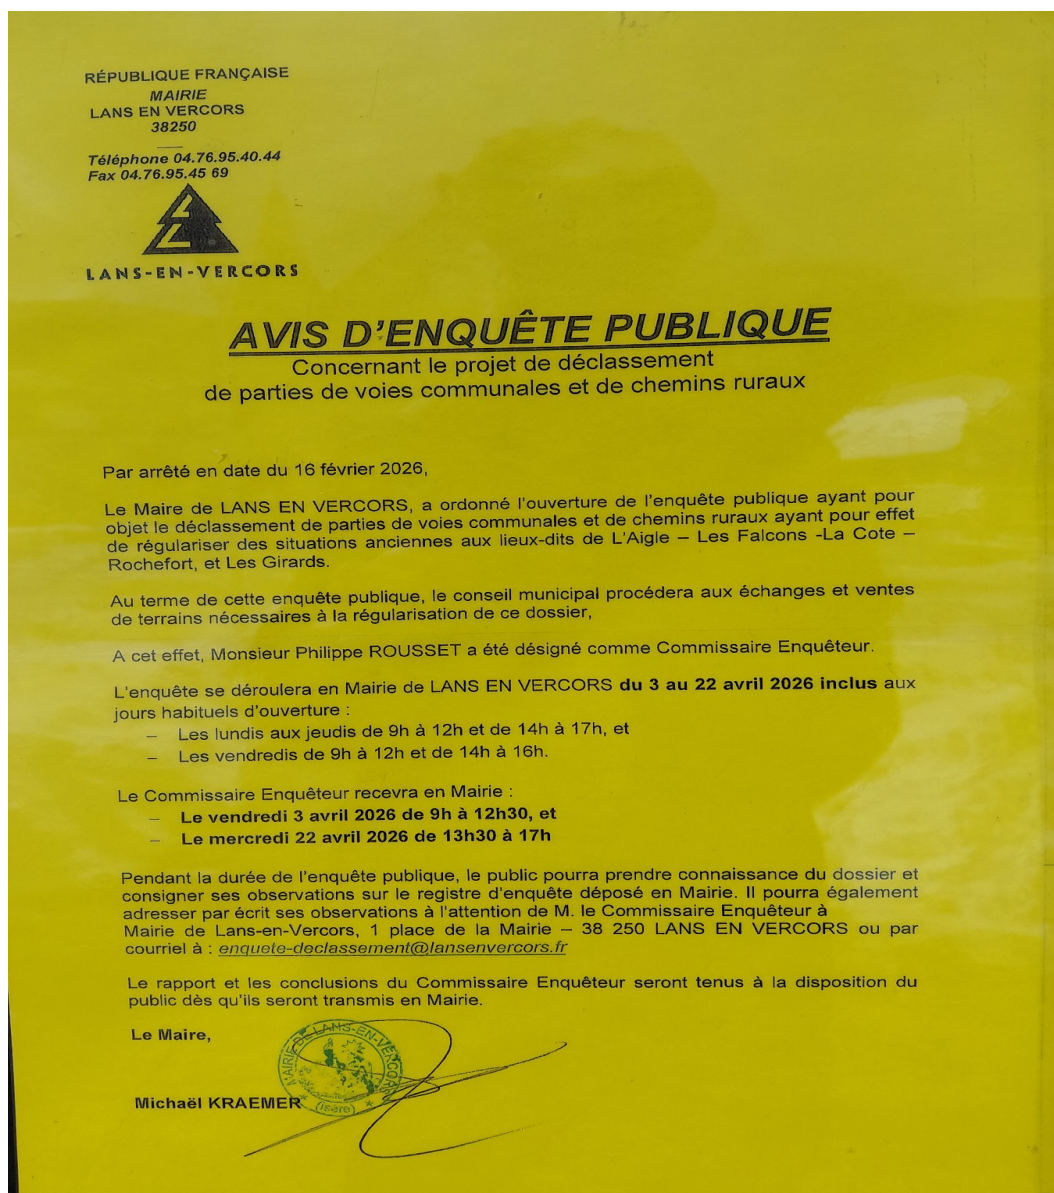 RÉPUBLIQUE FRANÇAISE
MAIRIE
LANS EN VERCORS
38250
Téléphone 04.76.95.40.44
Fax 04.76.95.45 69
LANS-EN-VERCORS
AVIS D'ENQUÊTE PUBLIQUE
Concernant le projet de déclassement
de parties de voies communales et de chemins ruraux
Par arrêté en date du 16 février 2026,
Le Maire de LANS EN VERCORS, a ordonné l'ouverture de l'enquête publique ayant pour
objet le déclassement de parties de voies communales et de chemins ruraux ayant pour effet
de régulariser des situations anciennes aux lieux-dits de L'Aigle – Les Falcons -La Cote –
Rochefort, et Les Girards.
Au terme de cette enquête publique, le conseil municipal procédera aux échanges et ventes
de terrains nécessaires à la régularisation de ce dossier,
A cet effet, Monsieur Philippe ROUSSET a été désigné comme Commissaire Enquêteur.
L'enquête se déroulera en Mairie de LANS EN VERCORS du 3 au 22 avril 2026 inclus aux
jours habituels d'ouverture :
– Les lundis aux jeudis de 9h à 12h et de 14h à 17h, et
– Les vendredis de 9h à 12h et de 14h à 16h.
Le Commissaire Enquêteur recevra en Mairie :
– Le vendredi 3 avril 2026 de 9h à 12h30, et
– Le mercredi 22 avril 2026 de 13h30 à 17h
Pendant la durée de l'enquête publique, le public pourra prendre connaissance du dossier et
consigner ses observations sur le registre d'enquête déposé en Mairie. Il pourra également
adresser par écrit ses observations à l'attention de M. le Commissaire Enquêteur à
Mairie de Lans-en-Vercors, 1 place de la Mairie – 38 250 LANS EN VERCORS ou par
courriel à : enquete-declassement@lansenvercors.fr
Le rapport et les conclusions du Commissaire Enquêteur seront tenus à la disposition du
public dès qu'ils seront transmis en Mairie.
Le Maire,
MAIRIE DE LANS-EN-VERCORS
(Isère)
Michaël KRAEMER